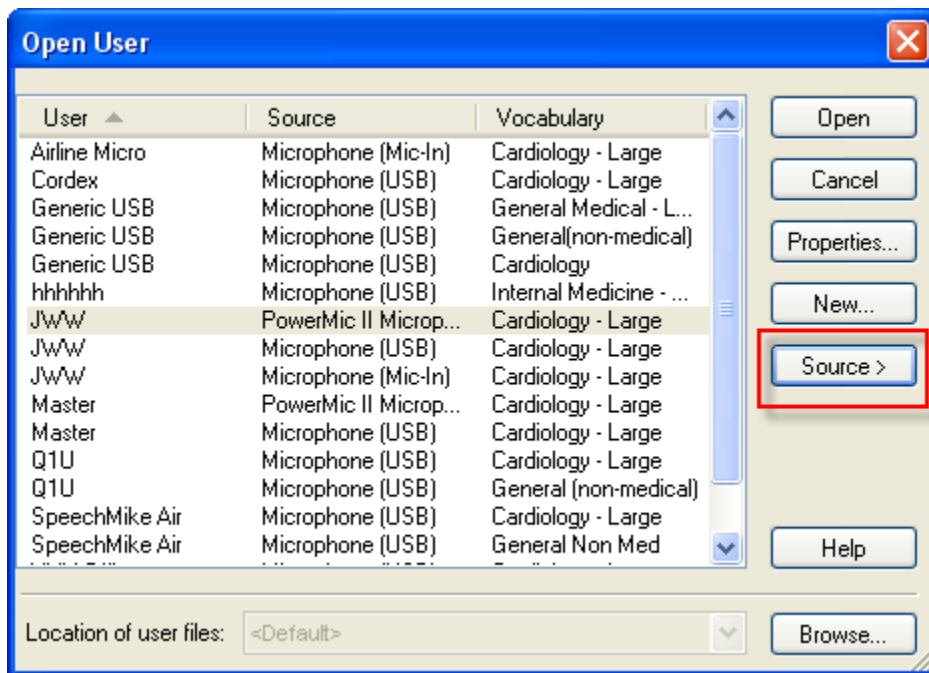 Open User
User Source Vocabulary
Airline Micro Microphone (Mic-In) Cardiology - Large
Cordex Microphone (USB) Cardiology - Large
Generic USB Microphone (USB) General Medical - L...
Generic USB Microphone (USB) General(non-medical)
Generic USB Microphone (USB) Cardiology
hhhhhh Microphone (USB) Internal Medicine - ...
JWW PowerMic II Microp... Cardiology - Large
JWW Microphone (USB) Cardiology - Large
JWW Microphone (Mic-In) Cardiology - Large
Master PowerMic II Microp... Cardiology - Large
Master Microphone (USB) Cardiology - Large
Q1U Microphone (USB) Cardiology - Large
Q1U Microphone (USB) General (non-medical)
SpeechMike Air Microphone (USB) Cardiology - Large
SpeechMike Air Microphone (USB) General Non Med
Open
Cancel
Properties...
New...
Source >
Help
Location of user files: <Default> Browse...